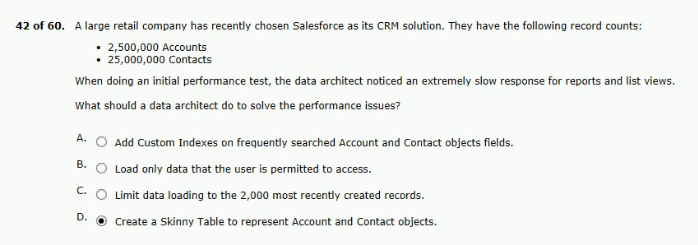 42 of 60. A large retail company has recently chosen Salesforce as its CRM solution. They have the following record counts:
• 2,500,000 Accounts
• 25,000,000 Contacts
When doing an initial performance test, the data architect noticed an extremely slow response for reports and list views.
What should a data architect do to solve the performance issues?
A. Add Custom Indexes on frequently searched Account and Contact objects fields.
B. Load only data that the user is permitted to access.
C. Limit data loading to the 2,000 most recently created records.
D. Create a Skinny Table to represent Account and Contact objects.